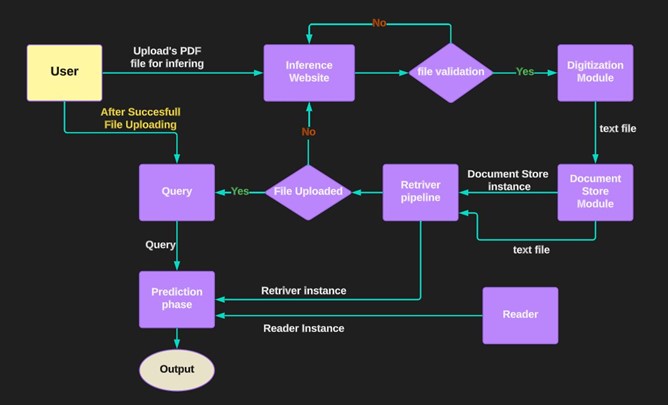 No
Upload's PDF
file for infering
User
Inference
Website
file validation
Yes
Digitization
Module
After Succesfull
File Uploading
text file
No
Document Store
instance
Query
Yes
File Uploaded
Retriver
pipeline
Document
Store
Module
Query
text file
Prediction
phase
Retriver instance
Reader
Reader Instance
Output